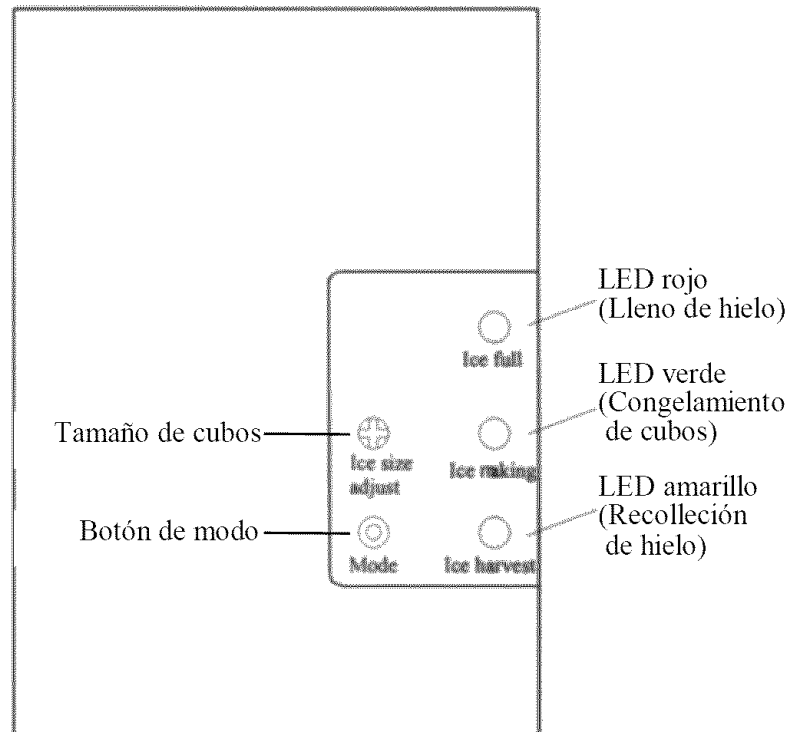 LED rojo
(Lleno de hielo)
Ice full
LED verde
(Congelamiento
de cubos)
Tamaño de cubos
Ice size
adjust
Ice making
LED amarillo
(Recolleción
de hielo)
Botón de modo
Mode
Ice harvest